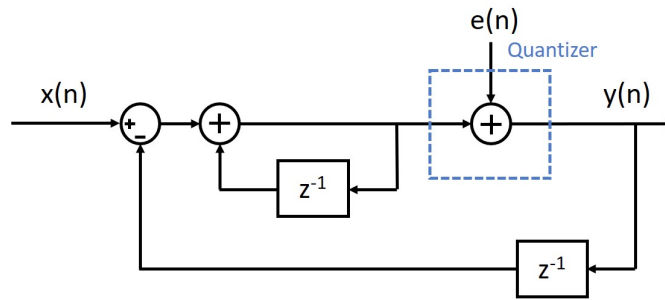 e(n)
Quantizer
x(n)
y(n)
+
−
+
+
z⁻¹
z⁻¹